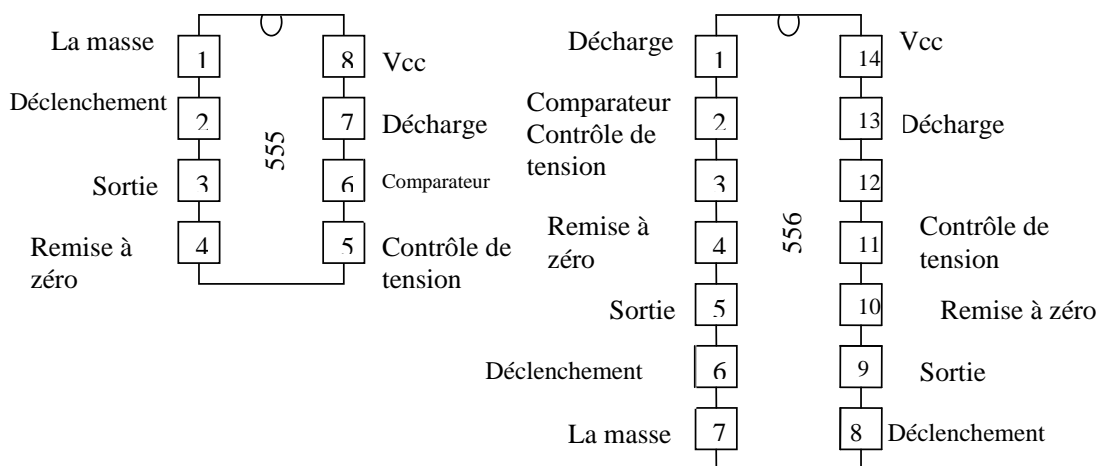 La masse
1
8
Vcc
Déclenchement
2
7
Décharge
555
Sortie
3
6
Comparateur
Remise à
zéro
4
5
Contrôle de
tension
Décharge
1
14
Vcc
Comparateur
Contrôle de
tension
2
13
Décharge
3
12
Remise à
zéro
4
556
11
Contrôle de
tension
Sortie
5
10
Remise à zéro
Déclenchement
6
9
Sortie
La masse
7
8
Déclenchement